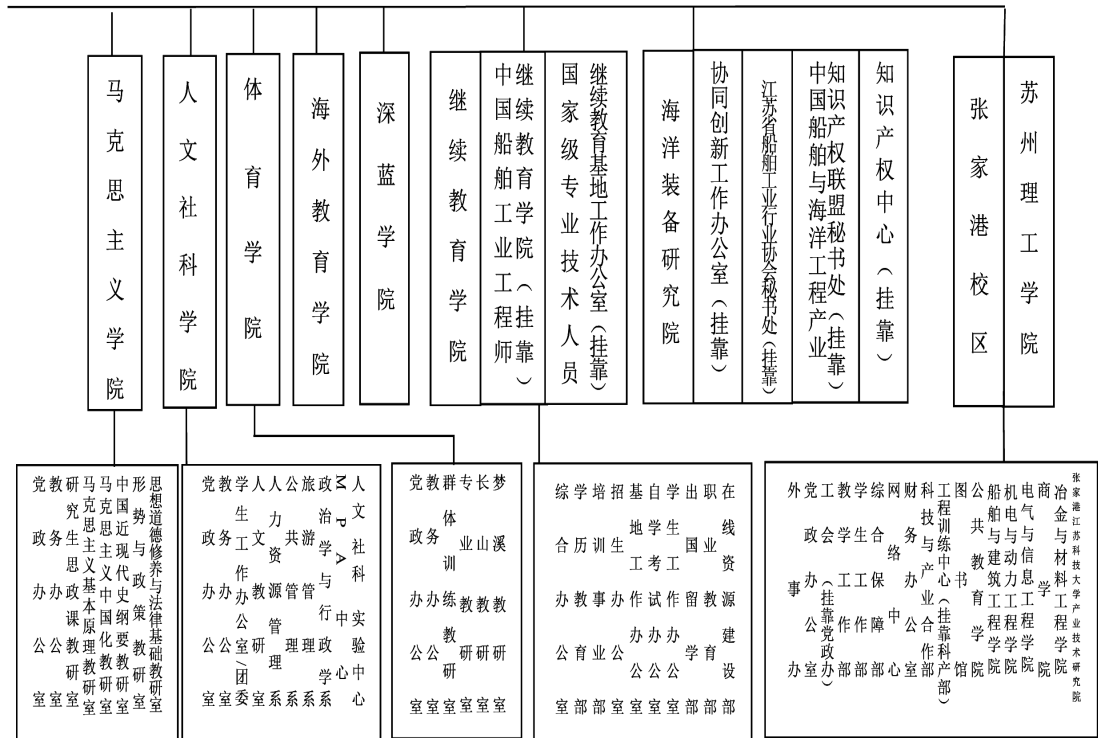 马克思主义学院
人文社科学院
体育学院
海外教育学院
深蓝学院
继续教育学院
中国船舶工业工程师
继续教育学院（挂靠）
国家级专业技术人员
继续教育基地工作办公室（挂靠）
海洋装备研究院
协同创新工作办公室（挂靠）
江苏省船舶工业行业协会秘书处（挂靠）
中国船舶与海洋工程产业
知识产权联盟秘书处（挂靠）
知识产权中心（挂靠）
张家港校区
苏州理工学院
党政办公室
教务办公室
研究生思政课教研室
马克思主义基本原理教研室
马克思主义中国化教研室
中国近现代史纲要教研室
形势与政策教研室
思想道德修养与法律基础教研室
党政办公室
教务办公室
学生工作办公室/团委
人文教研室
人力资源管理系
公共管理系
旅游管理系
政治学与行政学系
MPA中心
人文社科实验中心
党政办公室
教务办公室
群体训练教研室
专业教研室
长山教研室
梦溪教研室
综合办公室
学历教育部
培训事业部
招生办公室
基地工作办公室
自学考试办公室
学生工作办公室
出国留学部
职业教育部
在线资源建设部
外事办
党政办公室
工会（挂靠党政办）
教学工作部
学生工作部
综合保障部
网络中心
财务办公室
科技与产业合作部
工程训练中心（挂靠科产部）
图书馆
公共教育学院
船舶与建筑工程学院
机电与动力工程学院
电气与信息工程学院
商学院
冶金与材料工程学院
张家港江苏科技大学产业技术研究院